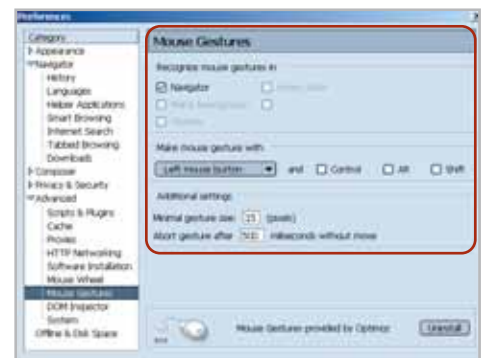 Preferences
Category
Appearance
Navigator
History
Languages
Helper Applications
Smart Browsing
Internet Search
Tabbed Browsing
Downloads
Composer
Privacy & Security
Advanced
Scripts & Plugins
Cache
Proxies
HTTP Networking
Software Installation
Mouse Wheel
Mouse Gestures
DOM Inspector
System
Offline & Disk Space
Mouse Gestures
Recognize mouse gestures in
Navigator
Make mouse gesture with
Left mouse button and Control Alt Shift
Additional settings
Minimal gesture size: 15 (pixels)
Abort gesture after 500 miliseconds without move
Mouse Gestures provided by Optimoz Uninstall